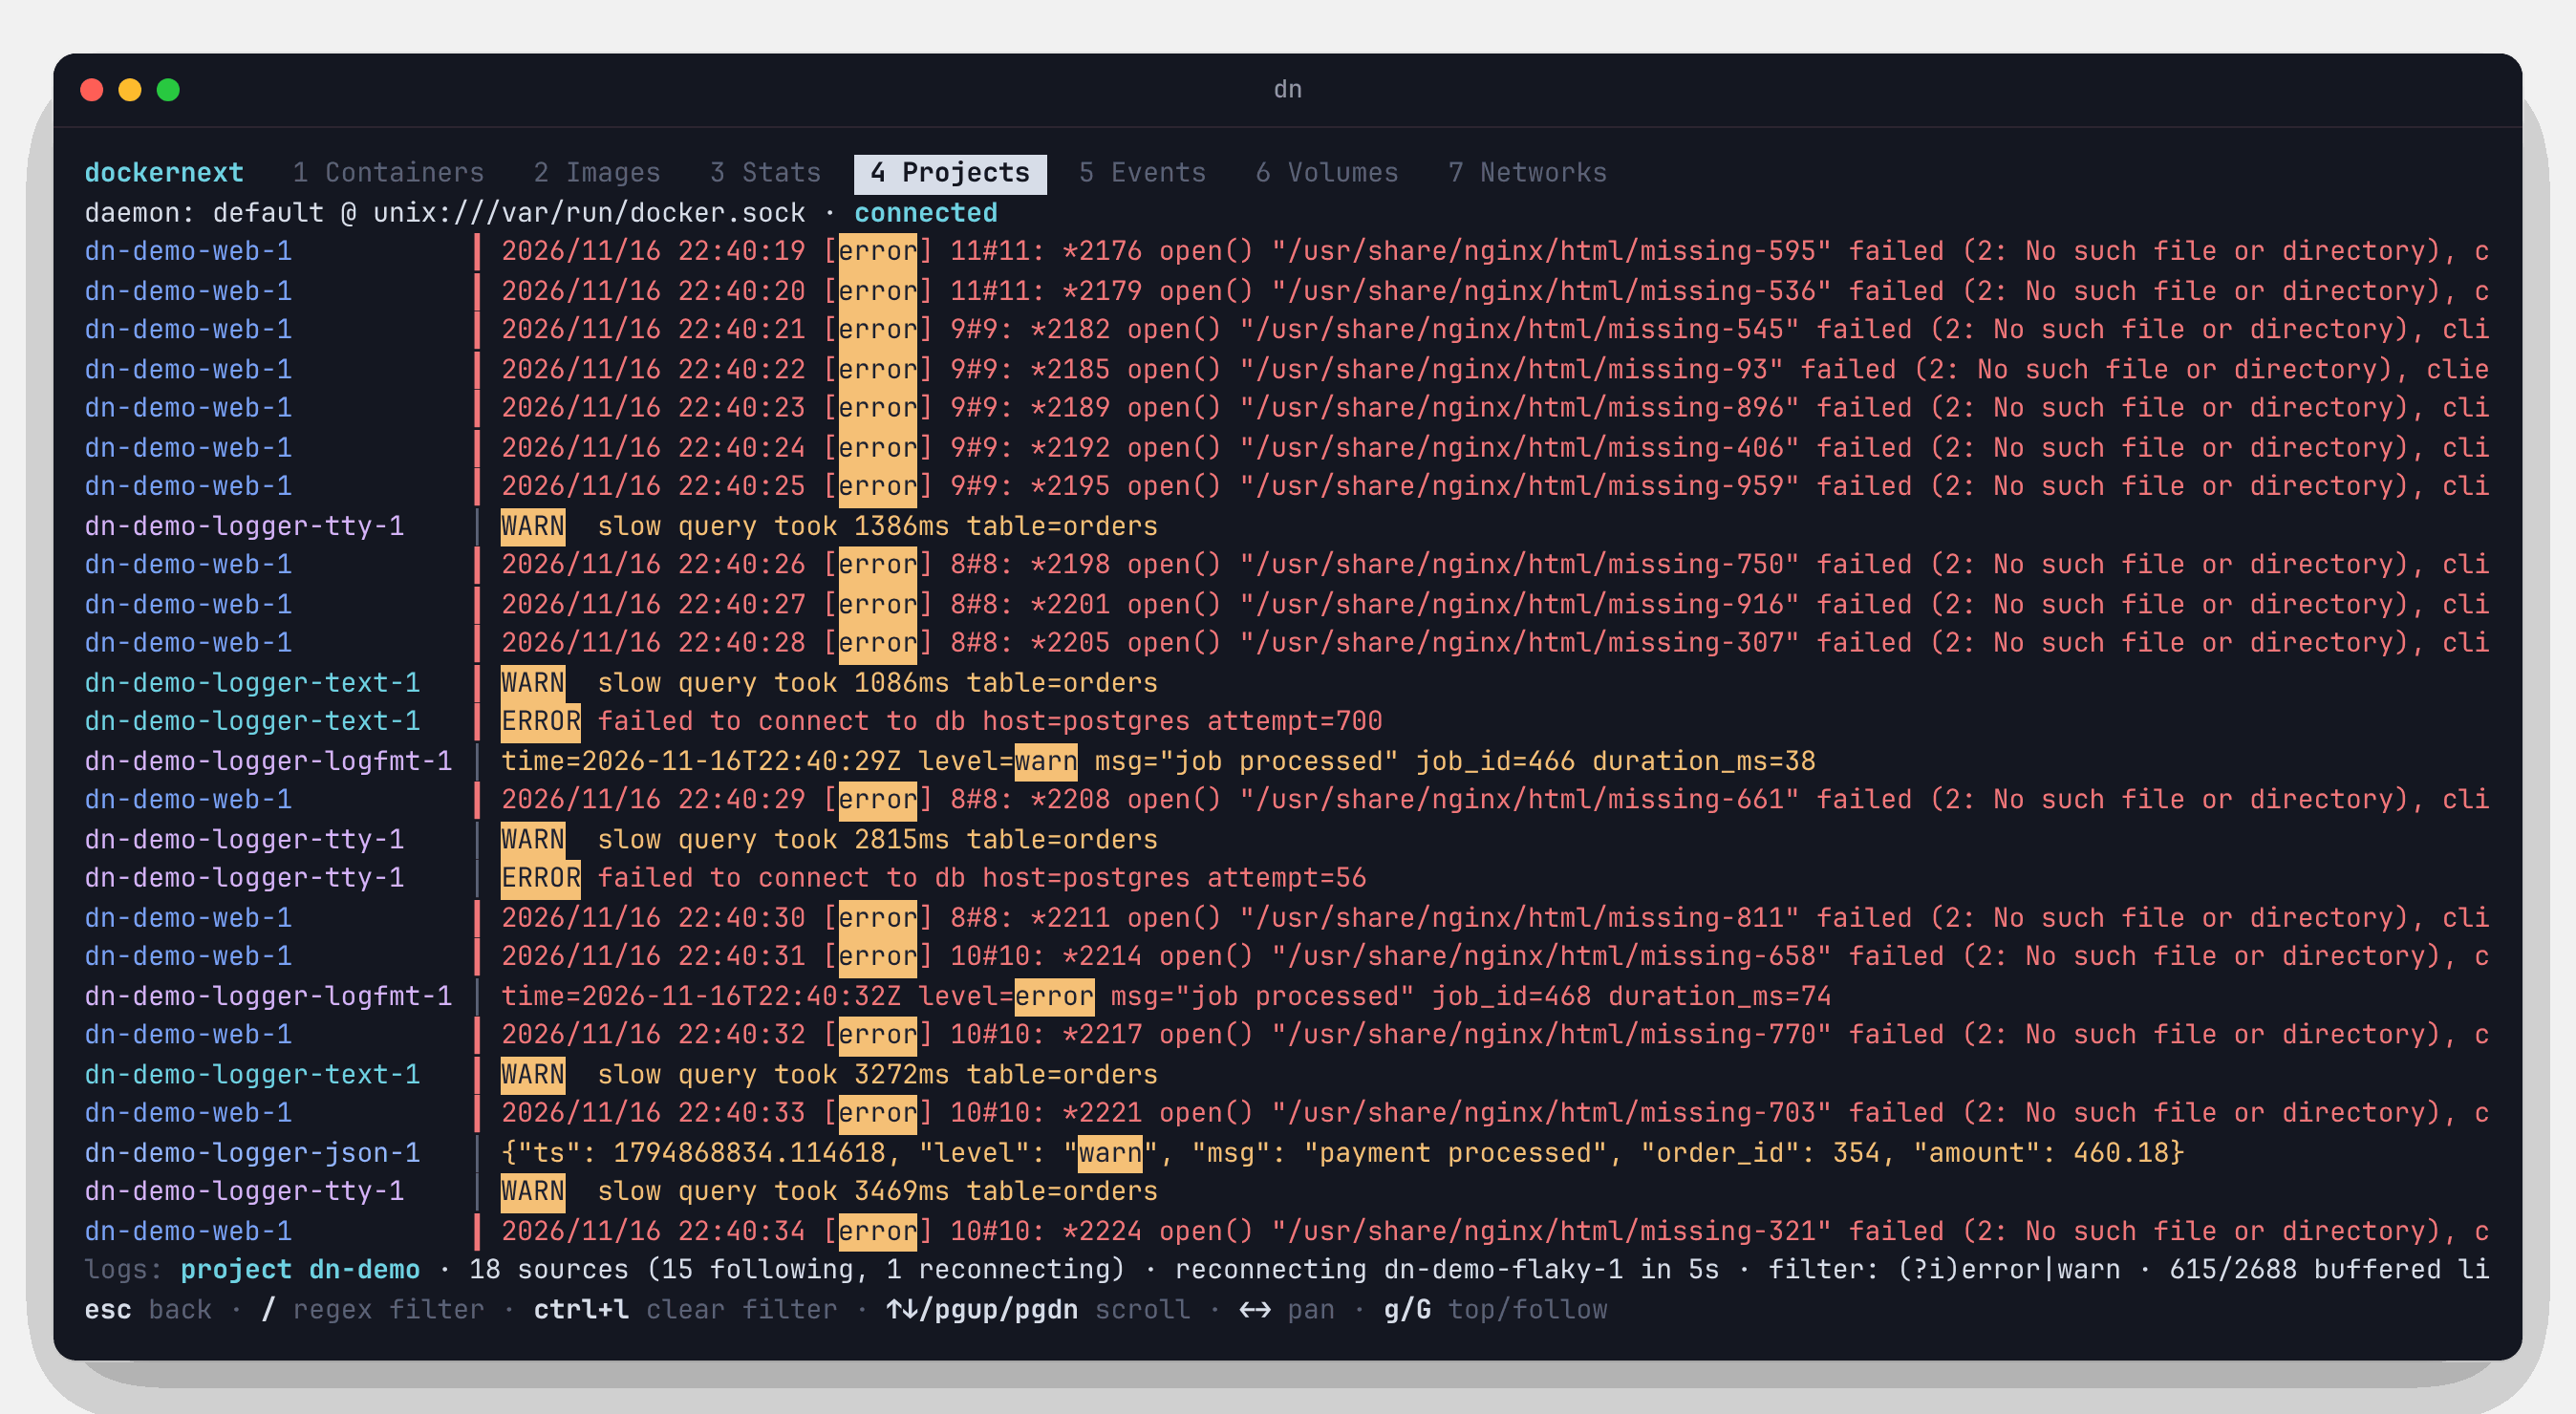 dn
dockernext 1 Containers 2 Images 3 Stats 4 Projects 5 Events 6 Volumes 7 Networks
daemon: default @ unix:///var/run/docker.sock · connected
dn-demo-web-1 │ 2026/11/16 22:40:19 [error] 11#11: *2176 open() "/usr/share/nginx/html/missing-595" failed (2: No such file or directory), c
dn-demo-web-1 │ 2026/11/16 22:40:20 [error] 11#11: *2179 open() "/usr/share/nginx/html/missing-536" failed (2: No such file or directory), c
dn-demo-web-1 │ 2026/11/16 22:40:21 [error] 9#9: *2182 open() "/usr/share/nginx/html/missing-545" failed (2: No such file or directory), cli
dn-demo-web-1 │ 2026/11/16 22:40:22 [error] 9#9: *2185 open() "/usr/share/nginx/html/missing-93" failed (2: No such file or directory), clie
dn-demo-web-1 │ 2026/11/16 22:40:23 [error] 9#9: *2189 open() "/usr/share/nginx/html/missing-896" failed (2: No such file or directory), cli
dn-demo-web-1 │ 2026/11/16 22:40:24 [error] 9#9: *2192 open() "/usr/share/nginx/html/missing-406" failed (2: No such file or directory), cli
dn-demo-web-1 │ 2026/11/16 22:40:25 [error] 9#9: *2195 open() "/usr/share/nginx/html/missing-959" failed (2: No such file or directory), cli
dn-demo-logger-tty-1 │ WARN slow query took 1386ms table=orders
dn-demo-web-1 │ 2026/11/16 22:40:26 [error] 8#8: *2198 open() "/usr/share/nginx/html/missing-750" failed (2: No such file or directory), cli
dn-demo-web-1 │ 2026/11/16 22:40:27 [error] 8#8: *2201 open() "/usr/share/nginx/html/missing-916" failed (2: No such file or directory), cli
dn-demo-web-1 │ 2026/11/16 22:40:28 [error] 8#8: *2205 open() "/usr/share/nginx/html/missing-307" failed (2: No such file or directory), cli
dn-demo-logger-text-1 │ WARN slow query took 1086ms table=orders
dn-demo-logger-text-1 │ ERROR failed to connect to db host=postgres attempt=700
dn-demo-logger-logfmt-1 │ time=2026-11-16T22:40:29Z level=warn msg="job processed" job_id=466 duration_ms=38
dn-demo-web-1 │ 2026/11/16 22:40:29 [error] 8#8: *2208 open() "/usr/share/nginx/html/missing-661" failed (2: No such file or directory), cli
dn-demo-logger-tty-1 │ WARN slow query took 2815ms table=orders
dn-demo-logger-tty-1 │ ERROR failed to connect to db host=postgres attempt=56
dn-demo-web-1 │ 2026/11/16 22:40:30 [error] 8#8: *2211 open() "/usr/share/nginx/html/missing-811" failed (2: No such file or directory), cli
dn-demo-web-1 │ 2026/11/16 22:40:31 [error] 10#10: *2214 open() "/usr/share/nginx/html/missing-658" failed (2: No such file or directory), c
dn-demo-logger-logfmt-1 │ time=2026-11-16T22:40:32Z level=error msg="job processed" job_id=468 duration_ms=74
dn-demo-web-1 │ 2026/11/16 22:40:32 [error] 10#10: *2217 open() "/usr/share/nginx/html/missing-770" failed (2: No such file or directory), c
dn-demo-logger-text-1 │ WARN slow query took 3272ms table=orders
dn-demo-web-1 │ 2026/11/16 22:40:33 [error] 10#10: *2221 open() "/usr/share/nginx/html/missing-703" failed (2: No such file or directory), c
dn-demo-logger-json-1 │ {"ts": 1794868834.114618, "level": "warn", "msg": "payment processed", "order_id": 354, "amount": 460.18}
dn-demo-logger-tty-1 │ WARN slow query took 3469ms table=orders
dn-demo-web-1 │ 2026/11/16 22:40:34 [error] 10#10: *2224 open() "/usr/share/nginx/html/missing-321" failed (2: No such file or directory), c
logs: project dn-demo · 18 sources (15 following, 1 reconnecting) · reconnecting dn-demo-flaky-1 in 5s · filter: (?i)error|warn · 615/2688 buffered li
esc back · / regex filter · ctrl+l clear filter · ↑↓/pgup/pgdn scroll · ←→ pan · g/G top/follow